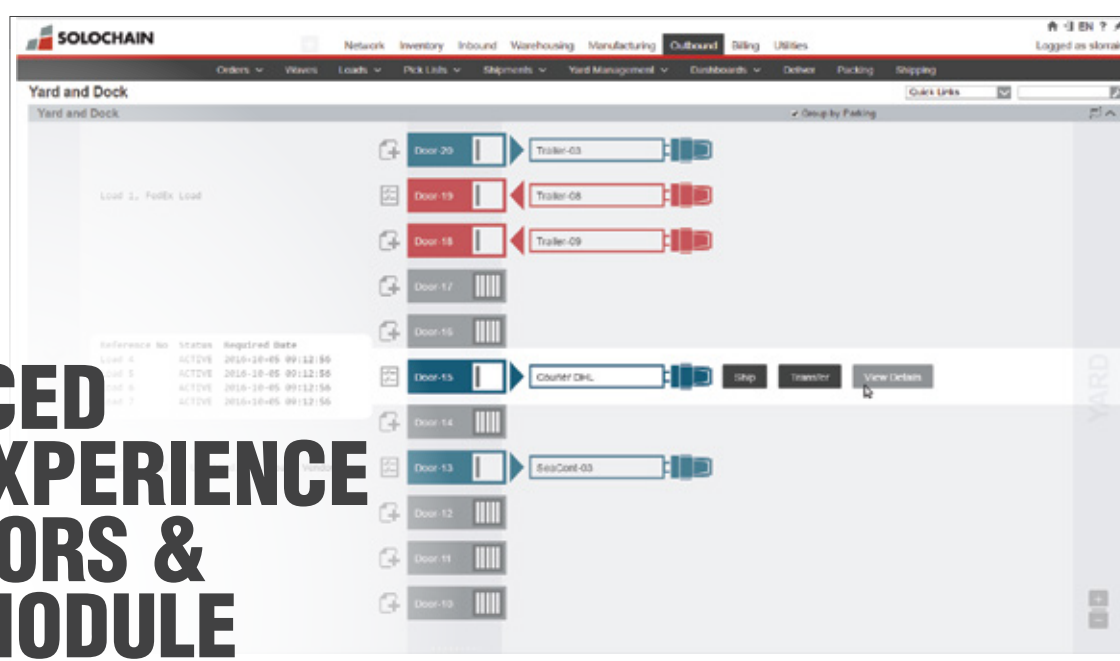 SOLOCHAIN
EN ?
Network Inventory Inbound Warehousing Manufacturing Outbound Billing Utilities
Logged as
Orders Waves Loads Pick Lists Shipments Yard Management Dashboards Deliver Packing Shipping
Yard and Dock
Quick Links
Yard and Dock
Group by Parking
Door-20 Trailer-03
Load 1, FedEx Load
Door-19 Trailer-08
Door-18 Trailer-09
Door-17
Door-16
Reference No Status Required Date
Load 4 ACTIVE 2016-10-05 09:12:56
Load 5 ACTIVE 2016-10-05 09:12:56
Load 6 ACTIVE 2016-10-05 09:12:56
Load 7 ACTIVE 2016-10-05 09:12:56
Door-15 Courier DHL Ship Transfer View Details
YARD
Door-14
Door-13 SeaCont-03
Door-12
Door-11
Door-10
CED
XPERIENCE
ORS &
MODULE